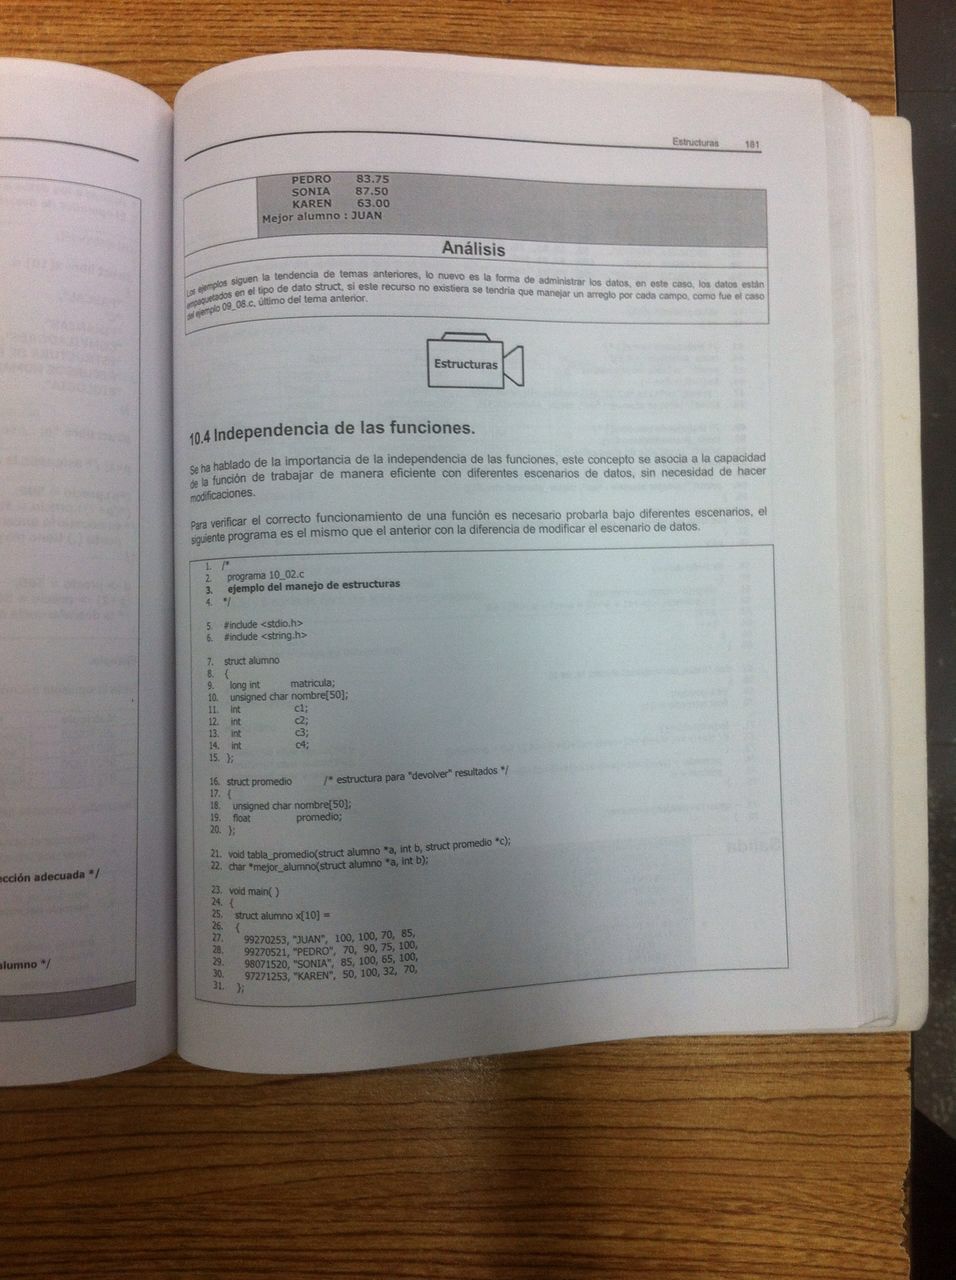 Estructuras 181
PEDRO 83.75
SONIA 87.50
KAREN 63.00
Mejor alumno : JUAN
Análisis
Los ejemplos siguen la tendencia de temas anteriores, lo nuevo es la forma de administrar los datos, en este caso, los datos están
empaquetados en el tipo de dato struct, si este recurso no existiera se tendría que manejar un arreglo por cada campo, como fue el caso
del ejemplo 09_08.c, último del tema anterior.
Estructuras
10.4 Independencia de las funciones.
Se ha hablado de la importancia de la independencia de las funciones, este concepto se asocia a la capacidad
de la función de trabajar de manera eficiente con diferentes escenarios de datos, sin necesidad de hacer
modificaciones.
Para verificar el correcto funcionamiento de una función es necesario probarla bajo diferentes escenarios, el
siguiente programa es el mismo que el anterior con la diferencia de modificar el escenario de datos.
1. /*
2. programa 10_02.c
3. ejemplo del manejo de estructuras
4. */
5. #include <stdio.h>
6. #include <string.h>
7. struct alumno
8. {
9. long int matricula;
10. unsigned char nombre[50];
11. int c1;
12. int c2;
13. int c3;
14. int c4;
15. };
16. struct promedio /* estructura para "devolver" resultados */
17. {
18. unsigned char nombre[50];
19. float promedio;
20. };
21. void tabla_promedio(struct alumno *a, int b, struct promedio *c);
22. char *mejor_alumno(struct alumno *a, int b);
23. void main( )
24. {
25. struct alumno x[10] =
26. {
27. 99270253, "JUAN", 100, 100, 70, 85,
28. 99270521, "PEDRO", 70, 90, 75, 100,
29. 98071520, "SONIA", 85, 100, 65, 100,
30. 97271253, "KAREN", 50, 100, 32, 70,
31. };
ección adecuada */
alumno */